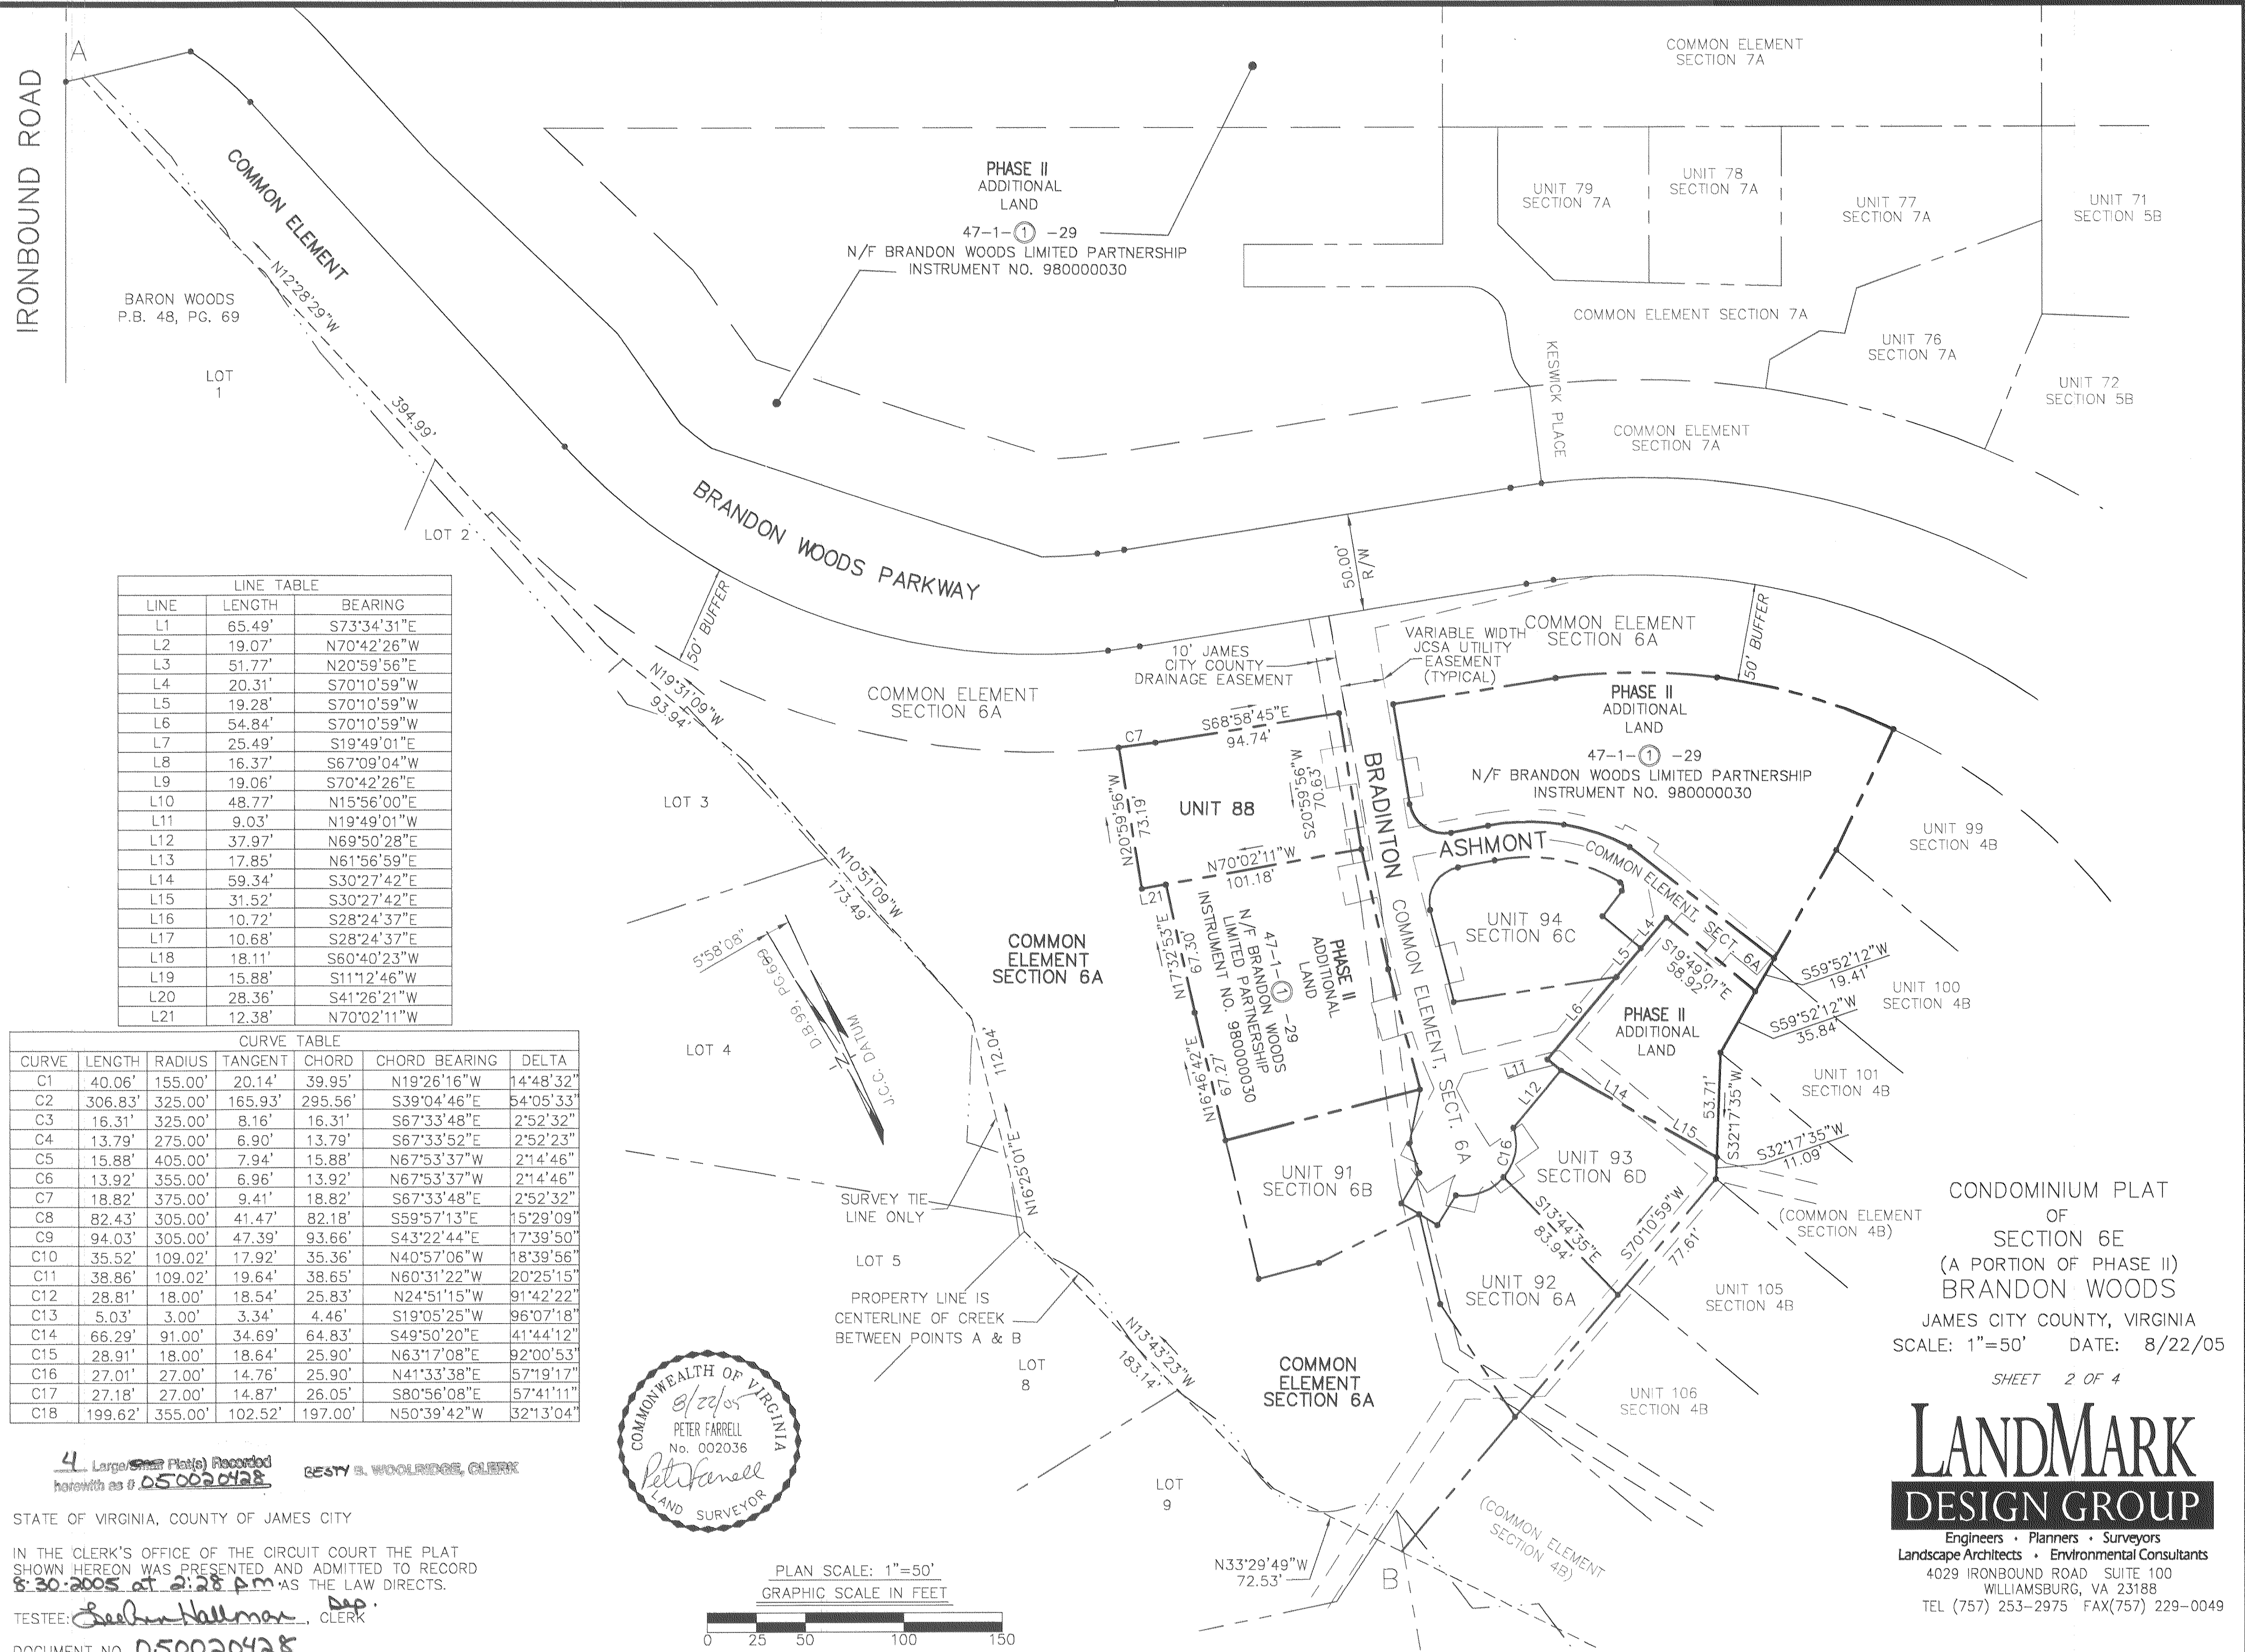 IRONBOUND ROAD
A
COMMON ELEMENT
N12°28'29"W
394.99'
BARON WOODS
P.B. 48, PG. 69
LOT
1
LOT 2
PHASE II
ADDITIONAL
LAND
47-1-① -29
N/F BRANDON WOODS LIMITED PARTNERSHIP
INSTRUMENT NO. 980000030
COMMON ELEMENT
SECTION 7A
UNIT 79
SECTION 7A
UNIT 78
SECTION 7A
UNIT 77
SECTION 7A
UNIT 71
SECTION 5B
COMMON ELEMENT SECTION 7A
UNIT 76
SECTION 7A
UNIT 72
SECTION 5B
KESWICK PLACE
COMMON ELEMENT
SECTION 7A
BRANDON WOODS PARKWAY
50.00'
R/W
50' BUFFER
N19°31'09"W
93.94'
COMMON ELEMENT
SECTION 6A
10' JAMES
CITY COUNTY
DRAINAGE EASEMENT
VARIABLE WIDTH
JCSA UTILITY
EASEMENT
(TYPICAL)
COMMON ELEMENT
SECTION 6A
50' BUFFER
PHASE II
ADDITIONAL
LAND
47-1-① -29
N/F BRANDON WOODS LIMITED PARTNERSHIP
INSTRUMENT NO. 980000030
LINE TABLE
LINE LENGTH BEARING
L1 65.49' S73°34'31"E
L2 19.07' N70°42'26"W
L3 51.77' N20°59'56"E
L4 20.31' S70°10'59"W
L5 19.28' S70°10'59"W
L6 54.84' S70°10'59"W
L7 25.49' S19°49'01"E
L8 16.37' S67°09'04"W
L9 19.06' S70°42'26"E
L10 48.77' N15°56'00"E
L11 9.03' N19°49'01"W
L12 37.97' N69°50'28"E
L13 17.85' N61°56'59"E
L14 59.34' S30°27'42"E
L15 31.52' S30°27'42"E
L16 10.72' S28°24'37"E
L17 10.68' S28°24'37"E
L18 18.11' S60°40'23"W
L19 15.88' S11°12'46"W
L20 28.36' S41°26'21"W
L21 12.38' N70°02'11"W
CURVE TABLE
CURVE LENGTH RADIUS TANGENT CHORD CHORD BEARING DELTA
C1 40.06' 155.00' 20.14' 39.95' N19°26'16"W 14°48'32"
C2 306.83' 325.00' 165.93' 295.56' S39°04'46"E 54°05'33"
C3 16.31' 325.00' 8.16' 16.31' S67°33'48"E 2°52'32"
C4 13.79' 275.00' 6.90' 13.79' S67°33'52"E 2°52'23"
C5 15.88' 405.00' 7.94' 15.88' N67°53'37"W 2°14'46"
C6 13.92' 355.00' 6.96' 13.92' N67°53'37"W 2°14'46"
C7 18.82' 375.00' 9.41' 18.82' S67°33'48"E 2°52'32"
C8 82.43' 305.00' 41.47' 82.18' S59°57'13"E 15°29'09"
C9 94.03' 305.00' 47.39' 93.66' S43°22'44"E 17°39'50"
C10 35.52' 109.02' 17.92' 35.36' N40°57'06"W 18°39'56"
C11 38.86' 109.02' 19.64' 38.65' N60°31'22"W 20°25'15"
C12 28.81' 18.00' 18.54' 25.83' N24°51'15"W 91°42'22"
C13 5.03' 3.00' 3.34' 4.46' S19°05'25"W 96°07'18"
C14 66.29' 91.00' 34.69' 64.83' S49°50'20"E 41°44'12"
C15 28.91' 18.00' 18.64' 25.90' N63°17'08"E 92°00'53"
C16 27.01' 27.00' 14.76' 25.90' N41°33'38"E 57°19'17"
C17 27.18' 27.00' 14.87' 26.05' S80°56'08"E 57°41'11"
C18 199.62' 355.00' 102.52' 197.00' N50°39'42"W 32°13'04"
LOT 3
N10°51'09"W
173.49'
5°58'08"
D.B.99, PG.699
J.C.C. DATUM
N
LOT 4
COMMON
ELEMENT
SECTION 6A
112.04'
N16°25'01"E
SURVEY TIE
LINE ONLY
LOT 5
PROPERTY LINE IS
CENTERLINE OF CREEK
BETWEEN POINTS A & B
LOT
8
N13°43'23"W
183.14'
LOT
9
C7
S68°58'45"E
94.74'
N20°59'56"W
73.19'
UNIT 88
S20°59'56"W
70.63'
N70°02'11"W
101.18'
L21
N17°32'53"E
67.30'
N16°46'42"E
67.27'
PHASE II
ADDITIONAL
LAND
47-1-① -29
N/F BRANDON WOODS
LIMITED PARTNERSHIP
INSTRUMENT NO. 980000030
BRADINTON
COMMON ELEMENT, SECT. 6A
ASHMONT
COMMON ELEMENT, SECT. 6A
UNIT 94
SECTION 6C
L4
L5
L6
S19°49'01"E
58.92'
PHASE II
ADDITIONAL
LAND
L11
L12
L14
L15
C16
UNIT 99
SECTION 4B
UNIT 100
SECTION 4B
S59°52'12"W
19.41'
S59°52'12"W
35.84'
UNIT 101
SECTION 4B
53.71'
S32°17'35"W
S32°17'35"W
11.09'
UNIT 91
SECTION 6B
UNIT 93
SECTION 6D
S13°44'35"E
83.94'
S70°10'59"W
77.61'
(COMMON ELEMENT
SECTION 4B)
UNIT 92
SECTION 6A
UNIT 105
SECTION 4B
UNIT 106
SECTION 4B
COMMON
ELEMENT
SECTION 6A
(COMMON ELEMENT
SECTION 4B)
N33°29'49"W
72.53'
B
COMMONWEALTH OF VIRGINIA
8/22/05
PETER FARRELL
No. 002036
Peter Farrell
LAND SURVEYOR
PLAN SCALE: 1"=50'
GRAPHIC SCALE IN FEET
0 25 50 100 150
4 Large/Small Plat(s) Recorded
herewith as # 050020428
BESTY B. WOOLRIDGE, CLERK
STATE OF VIRGINIA, COUNTY OF JAMES CITY
IN THE CLERK'S OFFICE OF THE CIRCUIT COURT THE PLAT
SHOWN HEREON WAS PRESENTED AND ADMITTED TO RECORD
8-30-2005 at 2:28 pm. AS THE LAW DIRECTS.
TESTEE: , Dep. CLERK
DOCUMENT NO. 050020428
CONDOMINIUM PLAT
OF
SECTION 6E
(A PORTION OF PHASE II)
BRANDON WOODS
JAMES CITY COUNTY, VIRGINIA
SCALE: 1"=50' DATE: 8/22/05
SHEET 2 OF 4
LANDMARK
DESIGN GROUP
Engineers • Planners • Surveyors
Landscape Architects • Environmental Consultants
4029 IRONBOUND ROAD SUITE 100
WILLIAMSBURG, VA 23188
TEL (757) 253-2975 FAX(757) 229-0049